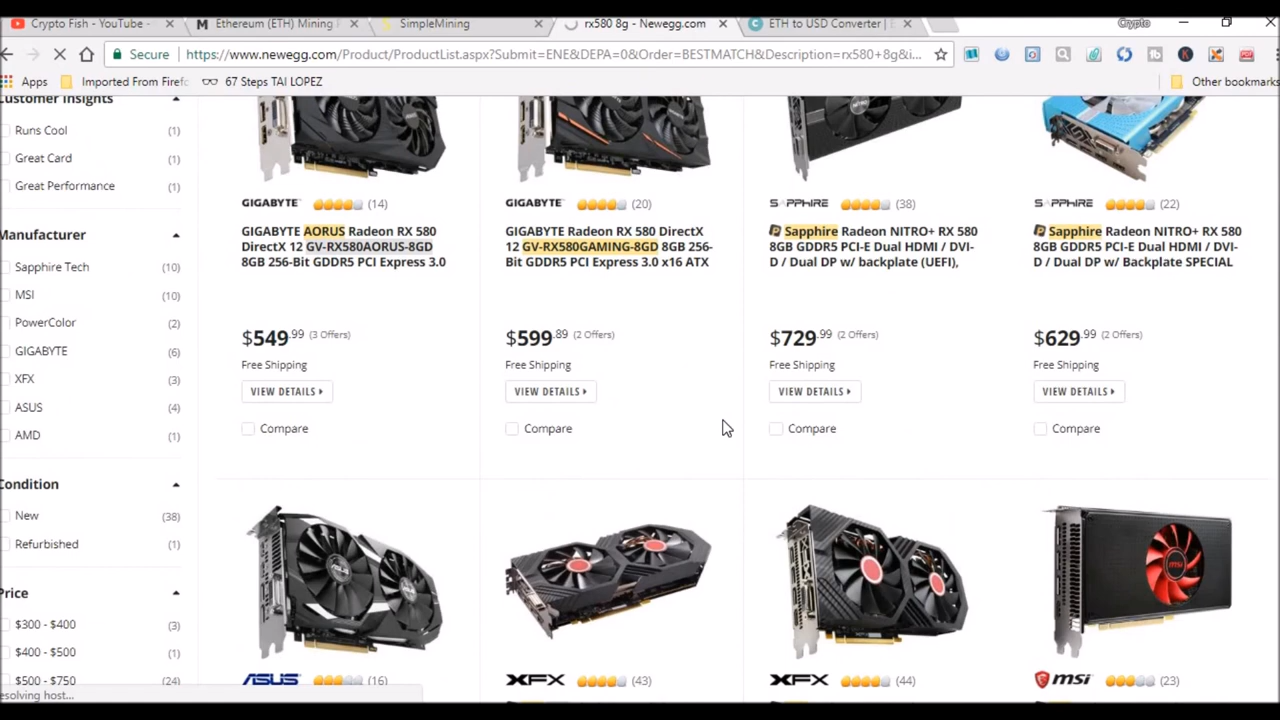 Crypto Fish - YouTube -
Ethereum (ETH) Mining P
SimpleMining
rx580 8g - Newegg.com
ETH to USD Converter | E
Crypto
Secure
https://www.newegg.com/Product/ProductList.aspx?Submit=ENE&DEPA=0&Order=BESTMATCH&Description=rx580+8g&i...
Apps
Imported From Firefo
67 Steps TAI LOPEZ
Other bookmarks
Customer Insights
Runs Cool (1)
Great Card (1)
Great Performance (1)
Manufacturer
Sapphire Tech (10)
MSI (10)
PowerColor (2)
GIGABYTE (6)
XFX (3)
ASUS (4)
AMD (1)
Condition
New (38)
Refurbished (1)
Price
$300 - $400 (3)
$400 - $500 (1)
$500 - $750 (24)
esolving host...
GIGABYTE (14)
GIGABYTE AORUS Radeon RX 580
DirectX 12 GV-RX580AORUS-8GD
8GB 256-Bit GDDR5 PCI Express 3.0
$549.99 (3 Offers)
Free Shipping
VIEW DETAILS
Compare
GIGABYTE (20)
GIGABYTE Radeon RX 580 DirectX
12 GV-RX580GAMING-8GD 8GB 256-
Bit GDDR5 PCI Express 3.0 x16 ATX
$599.89 (2 Offers)
Free Shipping
VIEW DETAILS
Compare
SAPPHIRE (38)
Sapphire Radeon NITRO+ RX 580
8GB GDDR5 PCI-E Dual HDMI / DVI-
D / Dual DP w/ backplate (UEFI),
$729.99 (2 Offers)
Free Shipping
VIEW DETAILS
Compare
SAPPHIRE (22)
Sapphire Radeon NITRO+ RX 580
8GB GDDR5 PCI-E Dual HDMI / DVI-
D / Dual DP w/ Backplate SPECIAL
$629.99 (2 Offers)
Free Shipping
VIEW DETAILS
Compare
ASUS (16)
XFX (43)
XFX (44)
msi (23)